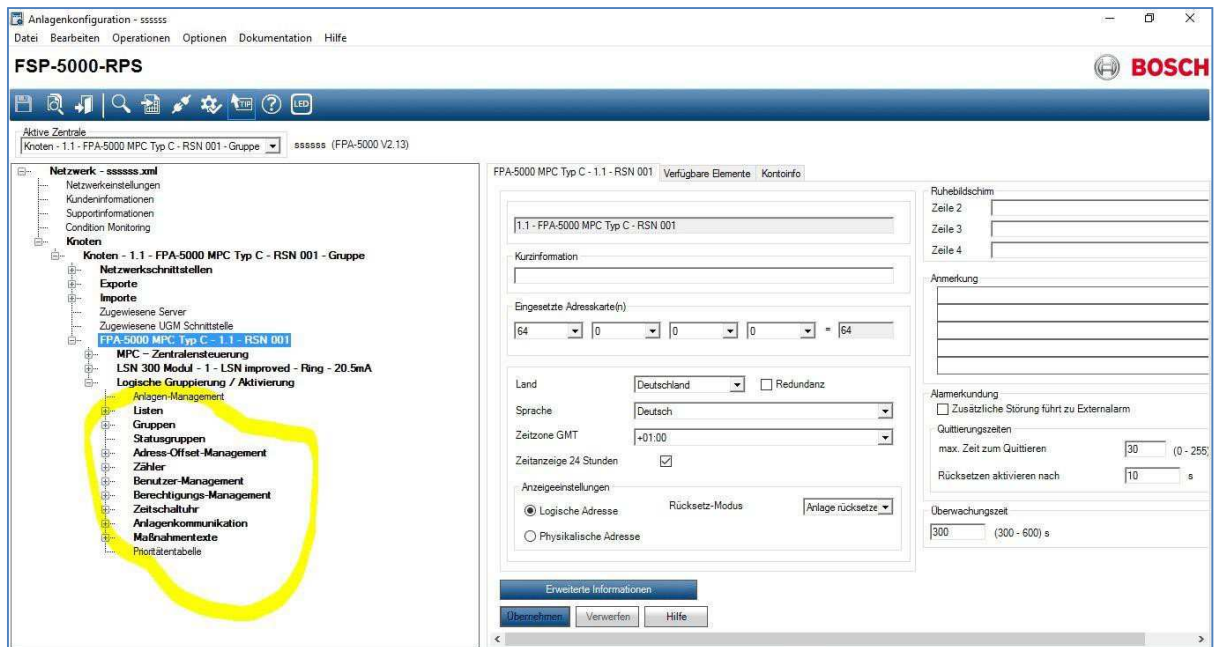 Anlagenkonfiguration - ssssss
Datei Bearbeiten Operationen Optionen Dokumentation Hilfe
FSP-5000-RPS
BOSCH
TIP ? LED
Aktive Zentrale
Knoten - 1.1 - FPA-5000 MPC Typ C - RSN 001 - Gruppe ssssss (FPA-5000 V2.13)
Netzwerk - ssssss.xml
Netzwerkeinstellungen
Kundeninformationen
Supportinformationen
Condition Monitoring
Knoten
Knoten - 1.1 - FPA-5000 MPC Typ C - RSN 001 - Gruppe
Netzwerkschnittstellen
Exporte
Importe
Zugewiesene Server
Zugewiesene UGM Schnittstelle
FPA-5000 MPC Typ C - 1.1 - RSN 001
MPC – Zentralensteuerung
LSN 300 Modul - 1 - LSN improved - Ring - 20.5mA
Logische Gruppierung / Aktivierung
Anlagen-Management
Listen
Gruppen
Statusgruppen
Adress-Offset-Management
Zähler
Benutzer-Management
Berechtigungs-Management
Zeitschaltuhr
Anlagenkommunikation
Maßnahmentexte
Prioritätentabelle
FPA-5000 MPC Typ C - 1.1 - RSN 001 Verfügbare Elemente Kontoinfo
1.1 - FPA-5000 MPC Typ C - RSN 001
Kurzinformation
Eingesetzte Adresskarte(n)
64 0 0 0 = 64
Land Deutschland Redundanz
Sprache Deutsch
Zeitzone GMT +01:00
Zeitanzeige 24 Stunden
Anzeigeeinstellungen
Logische Adresse Rücksetz-Modus Anlage rücksetze
Physikalische Adresse
Erweiterte Informationen
Übernehmen Verwerfen Hilfe
Ruhebildschirm
Zeile 2
Zeile 3
Zeile 4
Anmerkung
Alarmerkundung
Zusätzliche Störung führt zu Externalarm
Quittierungszeiten
max. Zeit zum Quittieren 30 (0 - 255)
Rücksetzen aktivieren nach 10 s
Überwachungszeit
300 (300 - 600) s